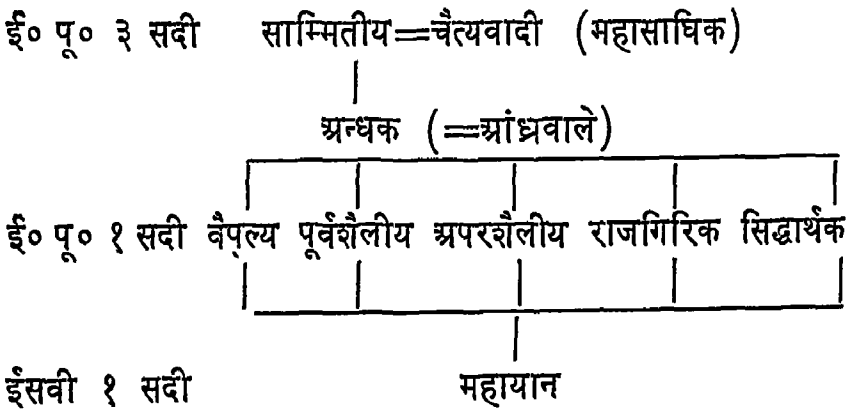 ई० पू० ३ सदी साम्मितीय==चैत्यवादी (महासाघिक)
अन्धक (==आंध्रवाले)
ई० पू० १ सदी वैपुल्य पूर्वशैलीय अपरशैलीय राजगिरिक सिद्धार्थक
ईसवी १ सदी महायान